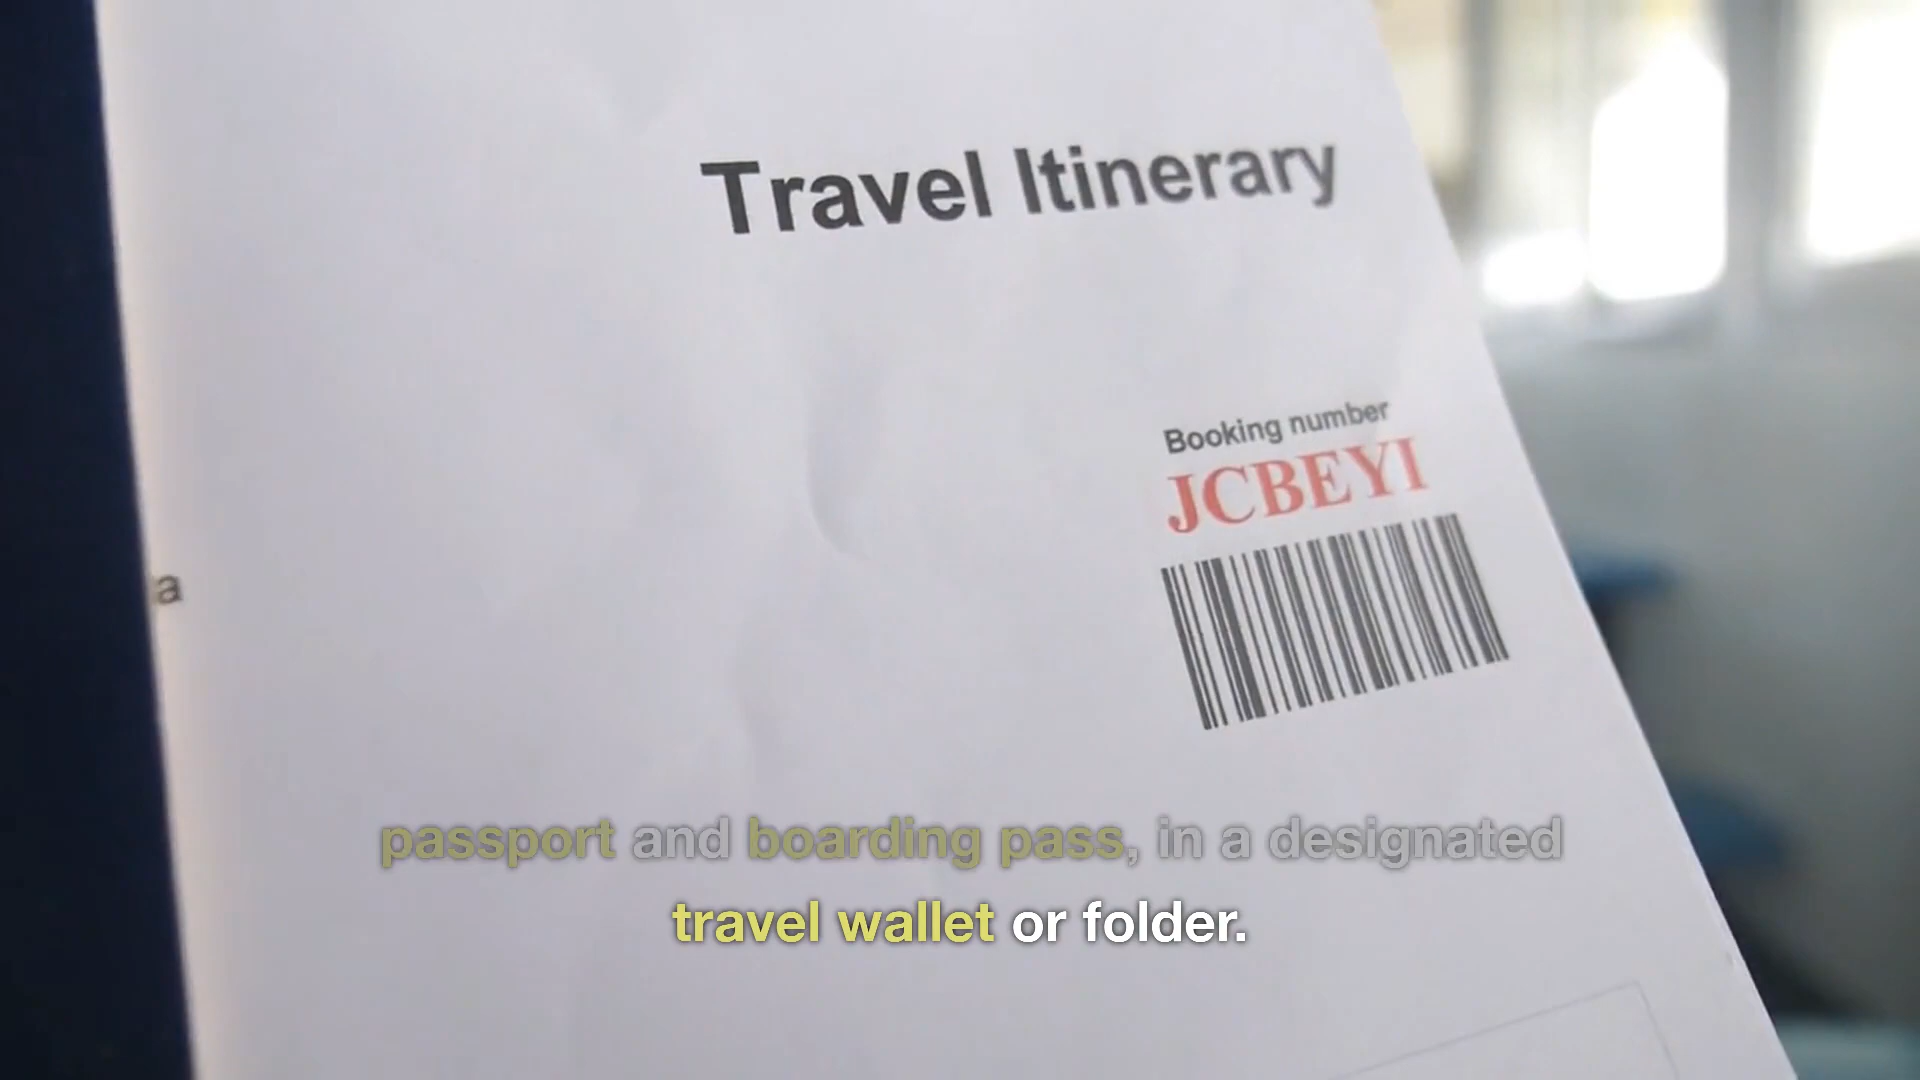 Travel Itinerary
Booking number
JCBEYI
a
passport and boarding pass, in a designated
travel wallet or folder.